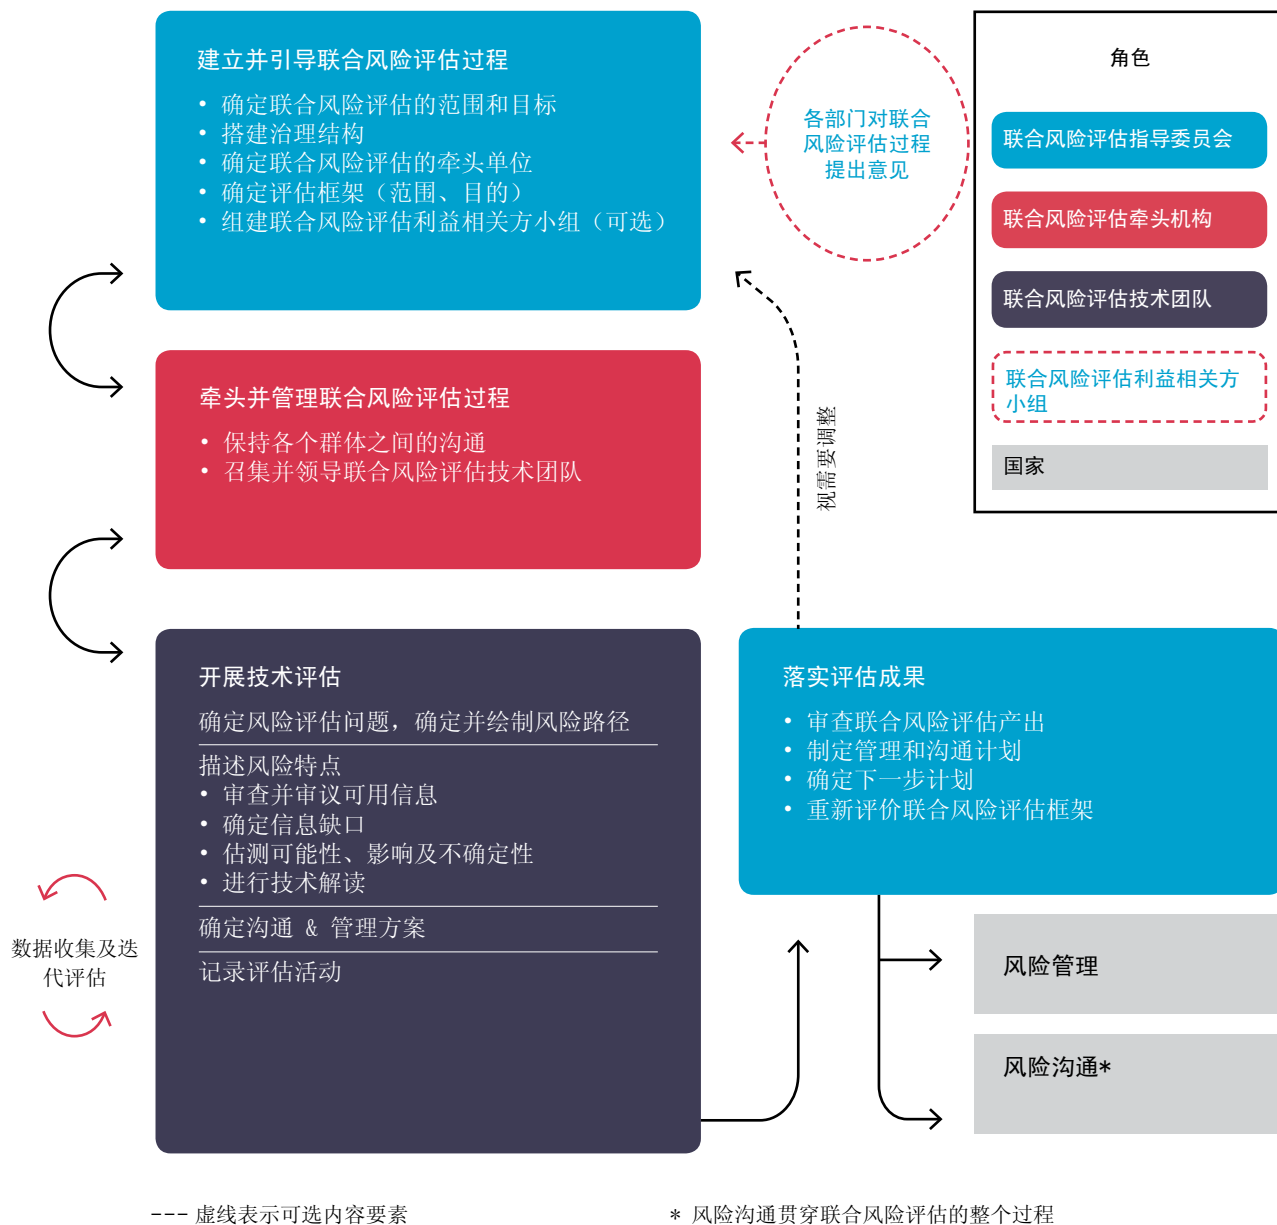 建立并引导联合风险评估过程
• 确定联合风险评估的范围和目标
• 搭建治理结构
• 确定联合风险评估的牵头单位
• 确定评估框架（范围、目的）
• 组建联合风险评估利益相关方小组（可选）
各部门对联合
风险评估过程
提出意见
角色
联合风险评估指导委员会
联合风险评估牵头机构
联合风险评估技术团队
联合风险评估利益相关方
小组
国家
牵头并管理联合风险评估过程
• 保持各个群体之间的沟通
• 召集并领导联合风险评估技术团队
视需要调整
开展技术评估
确定风险评估问题，确定并绘制风险路径
描述风险特点
• 审查并审议可用信息
• 确定信息缺口
• 估测可能性、影响及不确定性
• 进行技术解读
确定沟通 & 管理方案
记录评估活动
数据收集及迭
代评估
落实评估成果
• 审查联合风险评估产出
• 制定管理和沟通计划
• 确定下一步计划
• 重新评价联合风险评估框架
风险管理
风险沟通*
--- 虚线表示可选内容要素
* 风险沟通贯穿联合风险评估的整个过程